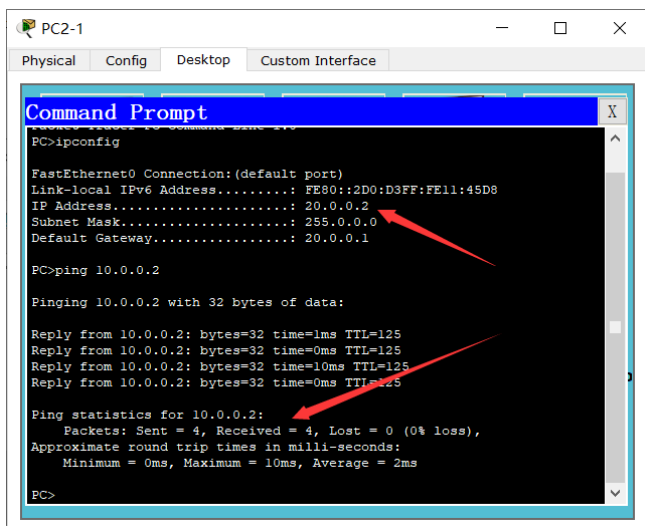 PC2-1
Physical Config Desktop Custom Interface
Command Prompt X
Packet Tracer PC Command Line 1.0
PC>ipconfig
FastEthernet0 Connection:(default port)
Link-local IPv6 Address.........: FE80::2D0:D3FF:FE11:45D8
IP Address......................: 20.0.0.2
Subnet Mask.....................: 255.0.0.0
Default Gateway.................: 20.0.0.1
PC>ping 10.0.0.2
Pinging 10.0.0.2 with 32 bytes of data:
Reply from 10.0.0.2: bytes=32 time=1ms TTL=125
Reply from 10.0.0.2: bytes=32 time=0ms TTL=125
Reply from 10.0.0.2: bytes=32 time=10ms TTL=125
Reply from 10.0.0.2: bytes=32 time=0ms TTL=125
Ping statistics for 10.0.0.2:
Packets: Sent = 4, Received = 4, Lost = 0 (0% loss),
Approximate round trip times in milli-seconds:
Minimum = 0ms, Maximum = 10ms, Average = 2ms
PC>